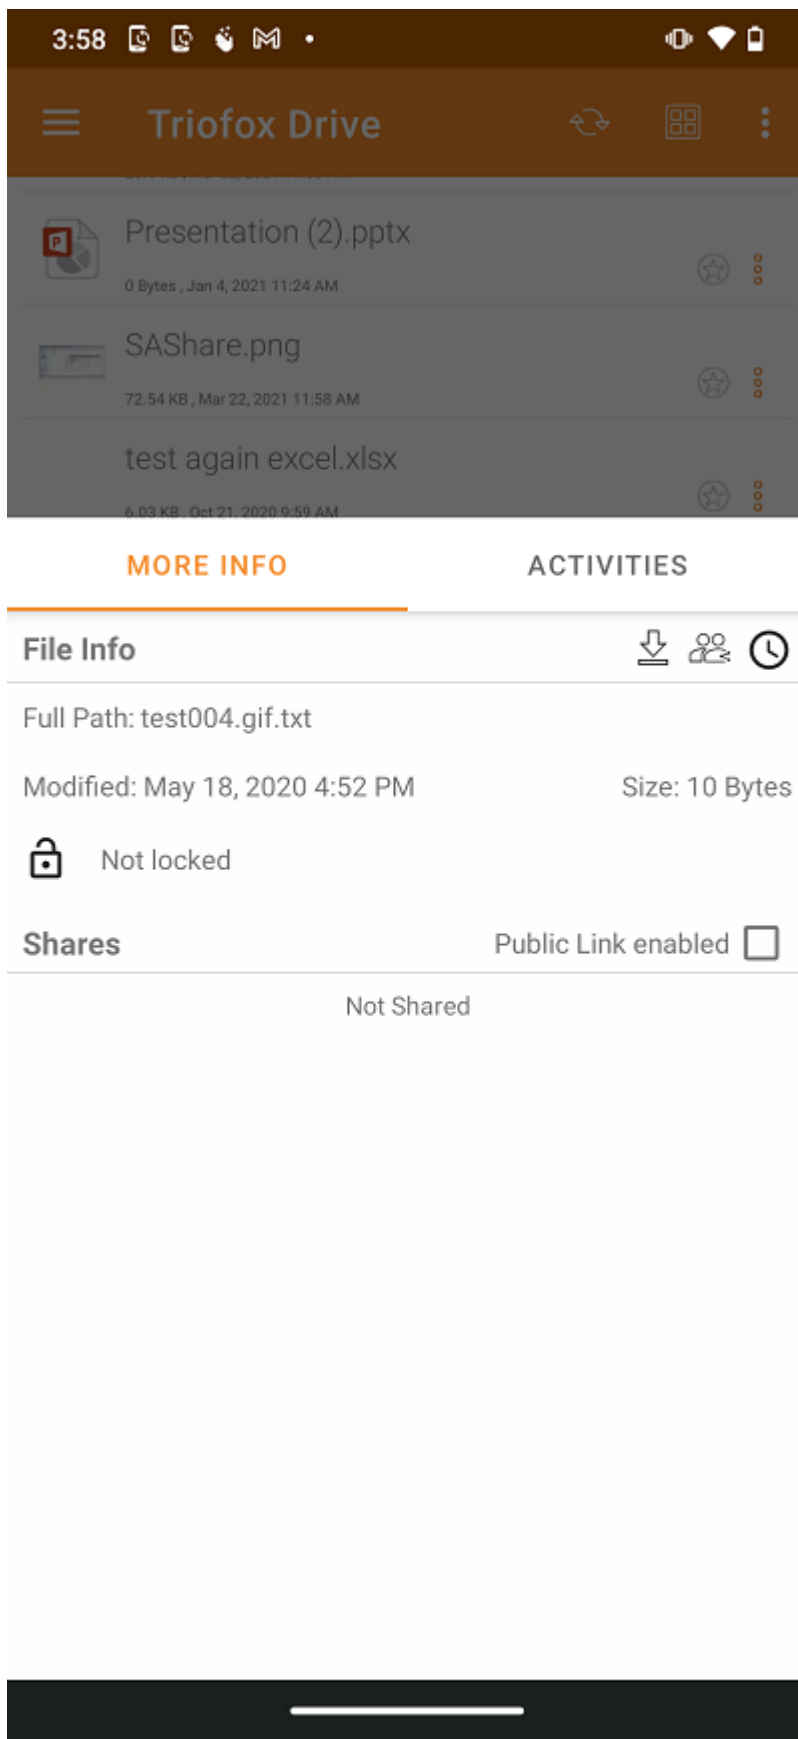 3:58
Triofox Drive
Presentation (2).pptx
0 Bytes , Jan 4, 2021 11:24 AM
SAShare.png
72.54 KB , Mar 22, 2021 11:58 AM
test again excel.xlsx
6.03 KB , Oct 21, 2020 9:59 AM
MORE INFO ACTIVITIES
File Info
Full Path: test004.gif.txt
Modified: May 18, 2020 4:52 PM Size: 10 Bytes
Not locked
Shares Public Link enabled
Not Shared